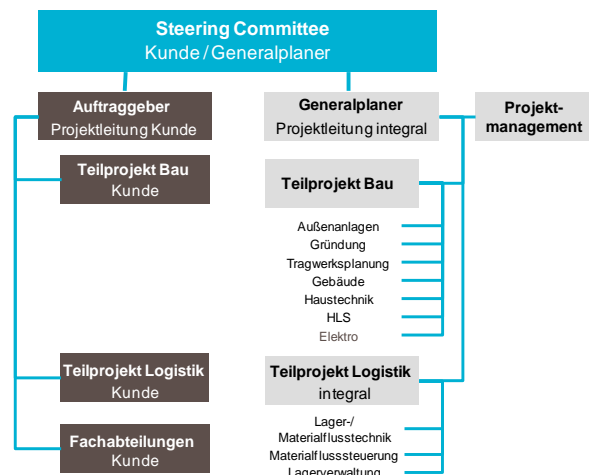 Steering Committee
Kunde / Generalplaner
Auftraggeber
Projektleitung Kunde
Generalplaner
Projektleitung integral
Projekt-
management
Teilprojekt Bau
Kunde
Teilprojekt Bau
Außenanlagen
Gründung
Tragwerksplanung
Gebäude
Haustechnik
HLS
Elektro
Teilprojekt Logistik
Kunde
Teilprojekt Logistik
integral
Fachabteilungen
Kunde
Lager-/
Materialflusstechnik
Materialflusssteuerung
Lagerverwaltung